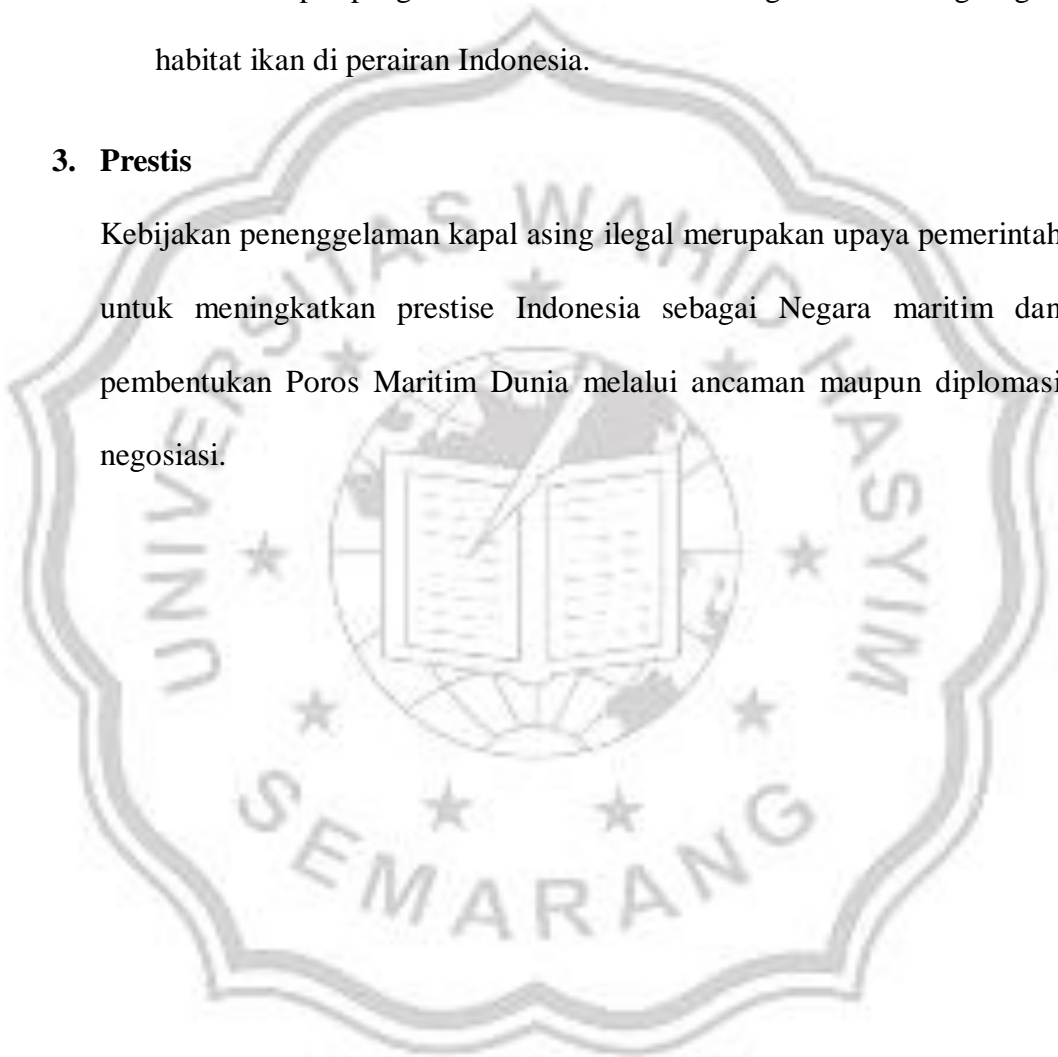 habitat ikan di perairan Indonesia.
3. Prestis
Kebijakan penenggelaman kapal asing ilegal merupakan upaya pemerintah
untuk meningkatkan prestise Indonesia sebagai Negara maritim dan
pembentukan Poros Maritim Dunia melalui ancaman maupun diplomasi
negosiasi.
UNIVERSITAS WAHID HASYIM
SEMARANG